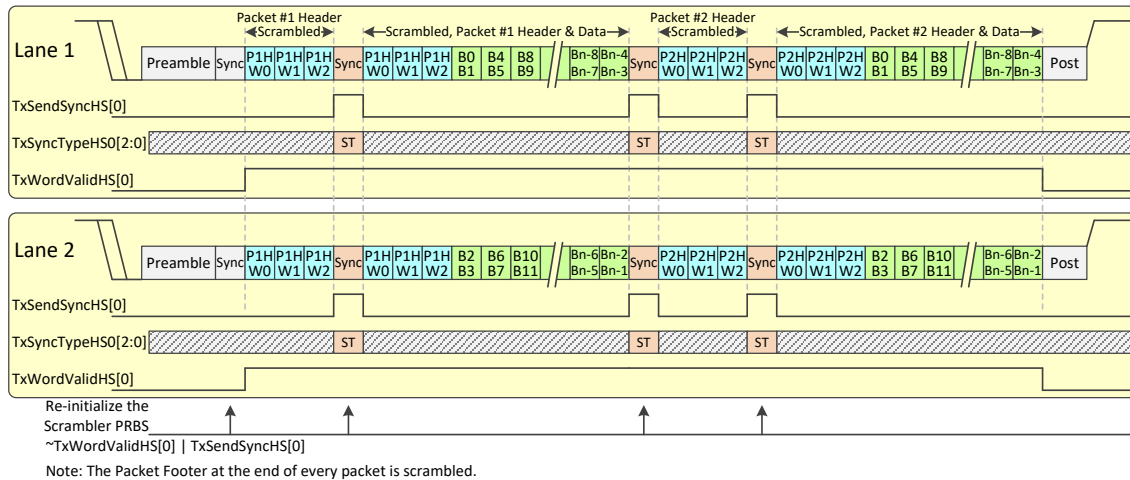 Packet #1 Header
Scrambled
Scrambled, Packet #1 Header & Data
Packet #2 Header
Scrambled
Scrambled, Packet #2 Header & Data
Lane 1
Preamble Sync P1H P1H P1H Sync P1H P1H P1H B0 B4 B8 Bn-8 Bn-4 Sync P2H P2H P2H Sync P2H P2H P2H B0 B4 B8 Bn-8 Bn-4 Post
W0 W1 W2 W0 W1 W2 B1 B5 B9 Bn-7 Bn-3 W0 W1 W2 W0 W1 W2 B1 B5 B9 Bn-7 Bn-3
TxSendSyncHS[0]
TxSyncTypeHS0[2:0] ST ST ST
TxWordValidHS[0]
Lane 2
Preamble Sync P1H P1H P1H Sync P1H P1H P1H B2 B6 B10 Bn-6 Bn-2 Sync P2H P2H P2H Sync P2H P2H P2H B2 B6 B10 Bn-6 Bn-2 Post
W0 W1 W2 W0 W1 W2 B3 B7 B11 Bn-5 Bn-1 W0 W1 W2 W0 W1 W2 B3 B7 B11 Bn-5 Bn-1
TxSendSyncHS[0]
TxSyncTypeHS0[2:0] ST ST ST
TxWordValidHS[0]
Re-initialize the
Scrambler PRBS
~TxWordValidHS[0] | TxSendSyncHS[0]
Note: The Packet Footer at the end of every packet is scrambled.